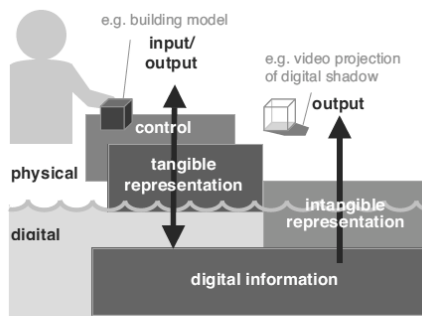 e.g. building model
input/
output
e.g. video projection
of digital shadow
output
control
tangible
representation
physical
intangible
representation
digital
digital information